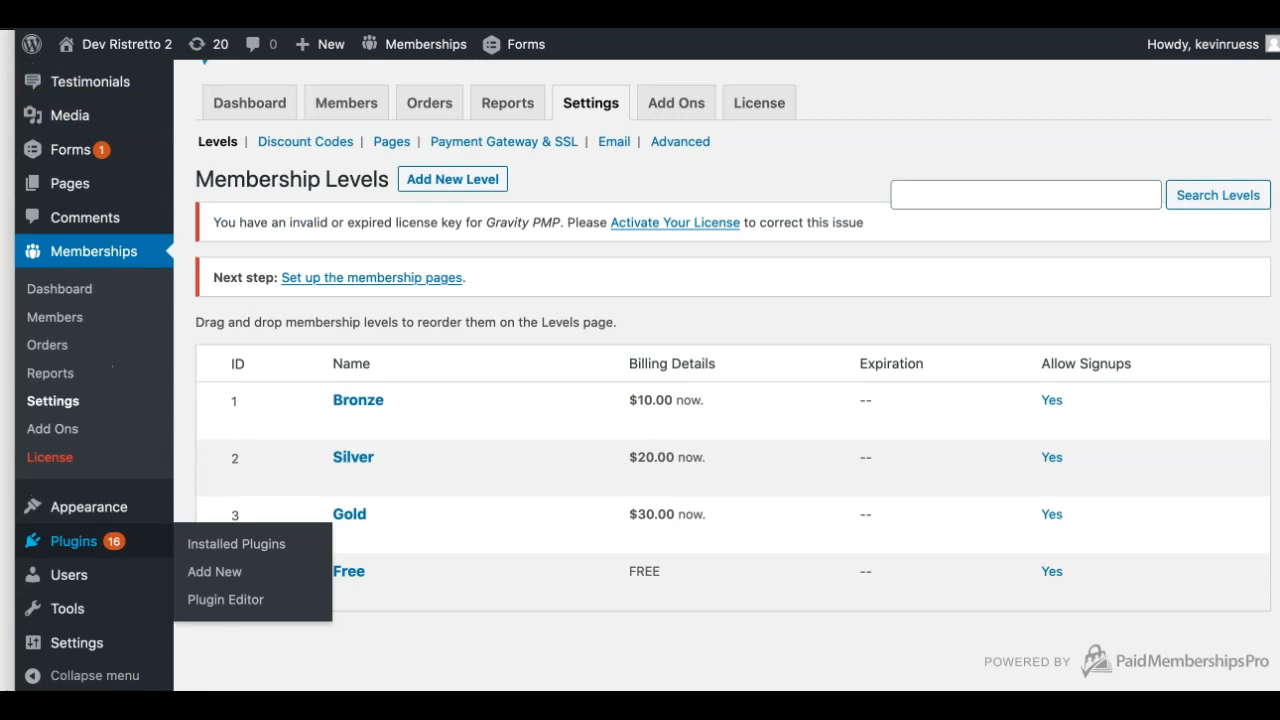 Dev Ristretto 2 20 0 New Memberships Forms Howdy, kevinruess
Testimonials
Media
Forms 1
Pages
Comments
Memberships
Dashboard
Members
Orders
Reports
Settings
Add Ons
License
Appearance
Plugins 16
Users
Tools
Settings
Collapse menu
Installed Plugins
Add New
Plugin Editor
Dashboard Members Orders Reports Settings Add Ons License
Levels | Discount Codes | Pages | Payment Gateway & SSL | Email | Advanced
Membership Levels Add New Level
Search Levels
You have an invalid or expired license key for Gravity PMP. Please Activate Your License to correct this issue
Next step: Set up the membership pages.
Drag and drop membership levels to reorder them on the Levels page.
ID Name Billing Details Expiration Allow Signups
1 Bronze $10.00 now. -- Yes
2 Silver $20.00 now. -- Yes
3 Gold $30.00 now. -- Yes
Free FREE -- Yes
POWERED BY PaidMembershipsPro